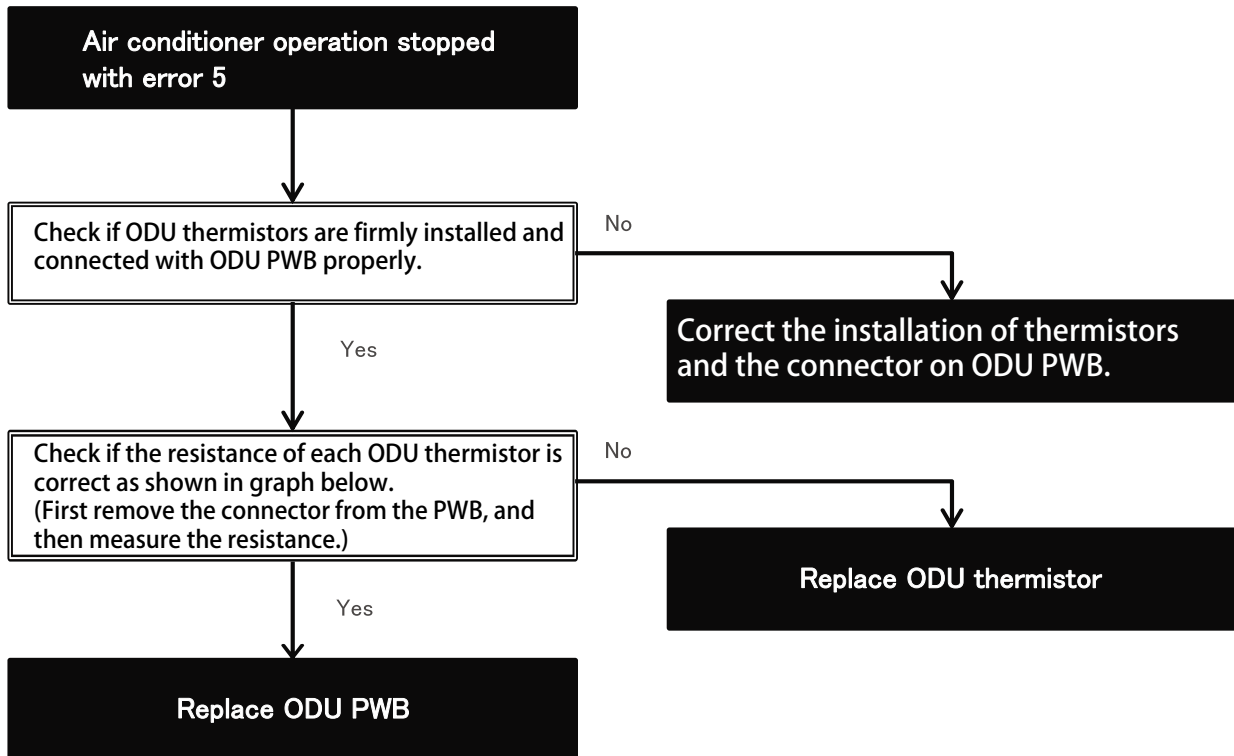 Air conditioner operation stopped
with error 5
Check if ODU thermistors are firmly installed and
connected with ODU PWB properly.
No
Correct the installation of thermistors
and the connector on ODU PWB.
Yes
Check if the resistance of each ODU thermistor is
correct as shown in graph below.
(First remove the connector from the PWB, and
then measure the resistance.)
No
Replace ODU thermistor
Yes
Replace ODU PWB